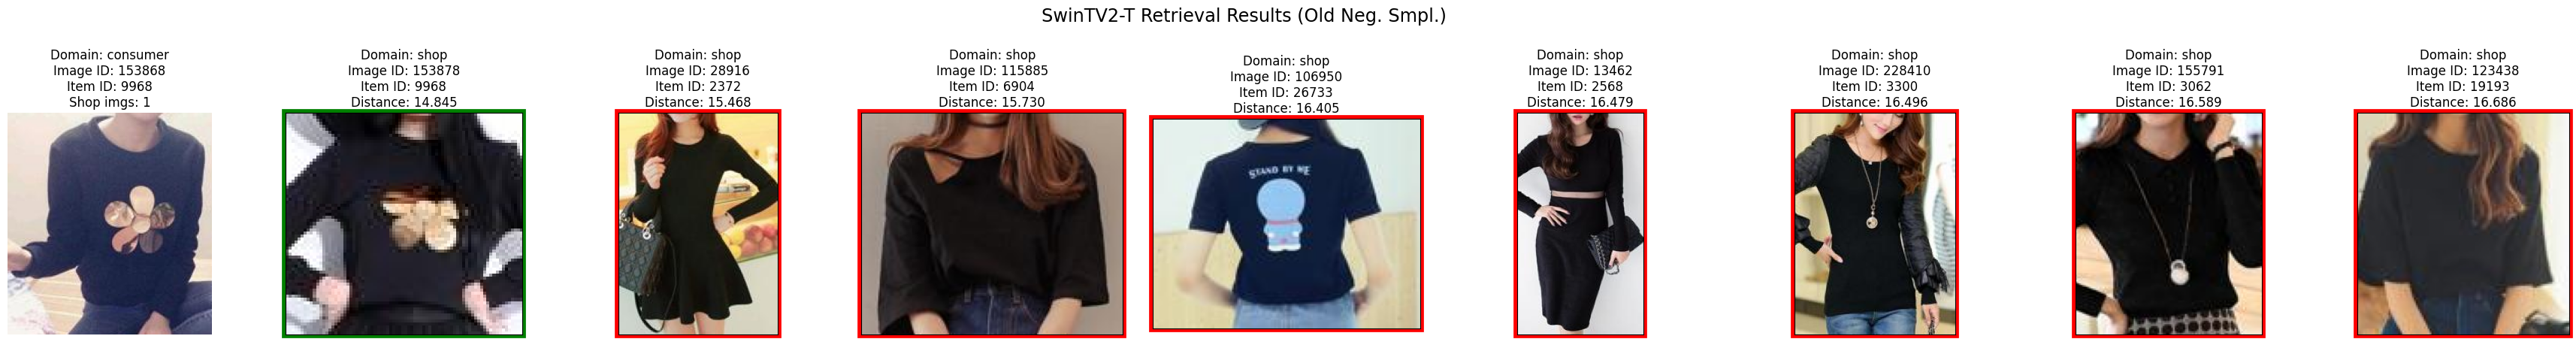 SwinTV2-T Retrieval Results (Old Neg. Smpl.)
Domain: consumer
Image ID: 153868
Item ID: 9968
Shop imgs: 1
Domain: shop
Image ID: 153878
Item ID: 9968
Distance: 14.845
Domain: shop
Image ID: 28916
Item ID: 2372
Distance: 15.468
Domain: shop
Image ID: 115885
Item ID: 6904
Distance: 15.730
Domain: shop
Image ID: 106950
Item ID: 26733
Distance: 16.405
STAND BY ME
Domain: shop
Image ID: 13462
Item ID: 2568
Distance: 16.479
Domain: shop
Image ID: 228410
Item ID: 3300
Distance: 16.496
Domain: shop
Image ID: 155791
Item ID: 3062
Distance: 16.589
Domain: shop
Image ID: 123438
Item ID: 19193
Distance: 16.686